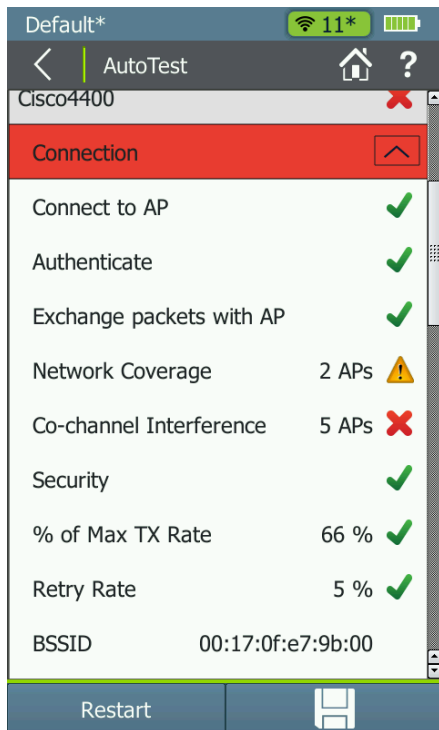 Default* 11*
AutoTest ?
Cisco4400
Connection
Connect to AP
Authenticate
Exchange packets with AP
Network Coverage 2 APs
Co-channel Interference 5 APs
Security
% of Max TX Rate 66 %
Retry Rate 5 %
BSSID 00:17:0f:e7:9b:00
Restart